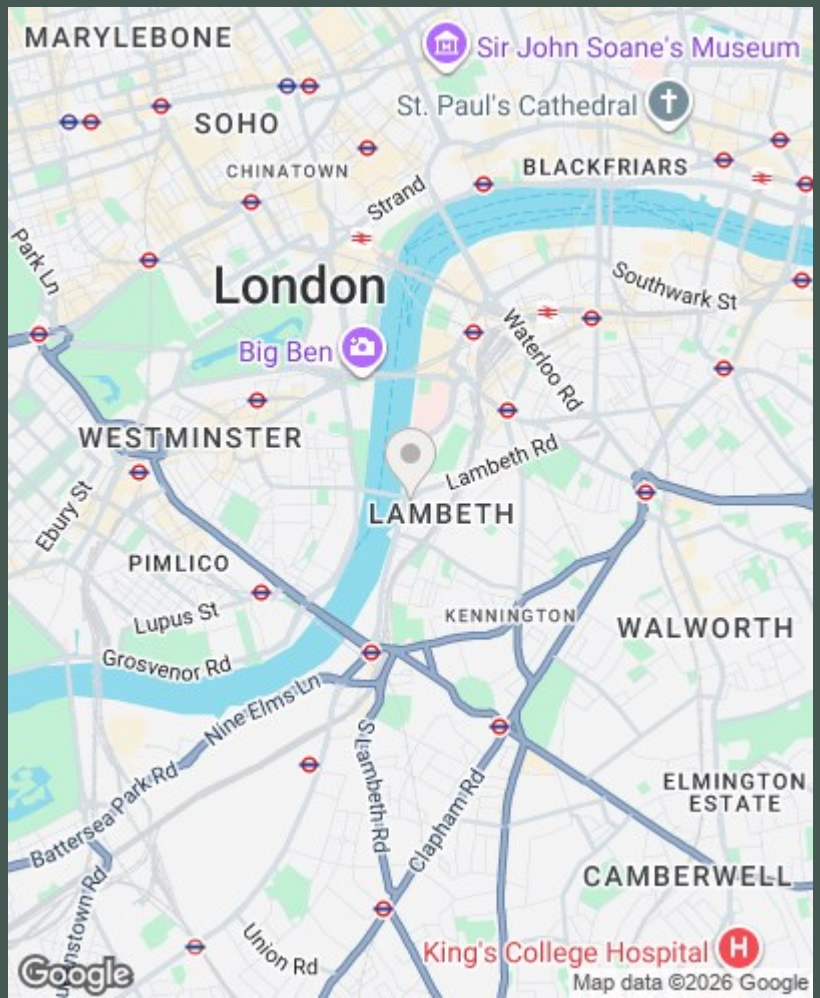 MARYLEBONE
Sir John Soane's Museum
St. Paul's Cathedral
SOHO
CHINATOWN
BLACKFRIARS
Strand
Park Ln
London
Southwark St
Waterloo Rd
Big Ben
WESTMINSTER
Lambeth Rd
Ebury St
LAMBETH
PIMLICO
Lupus St
KENNINGTON
WALWORTH
Grosvenor Rd
Nine Elms Ln
S Lambeth Rd
Clapham Rd
ELMINGTON
ESTATE
Battersea Park Rd
CAMBERWELL
Union Rd
King's College Hospital
H
Google
Map data ©2026 Google